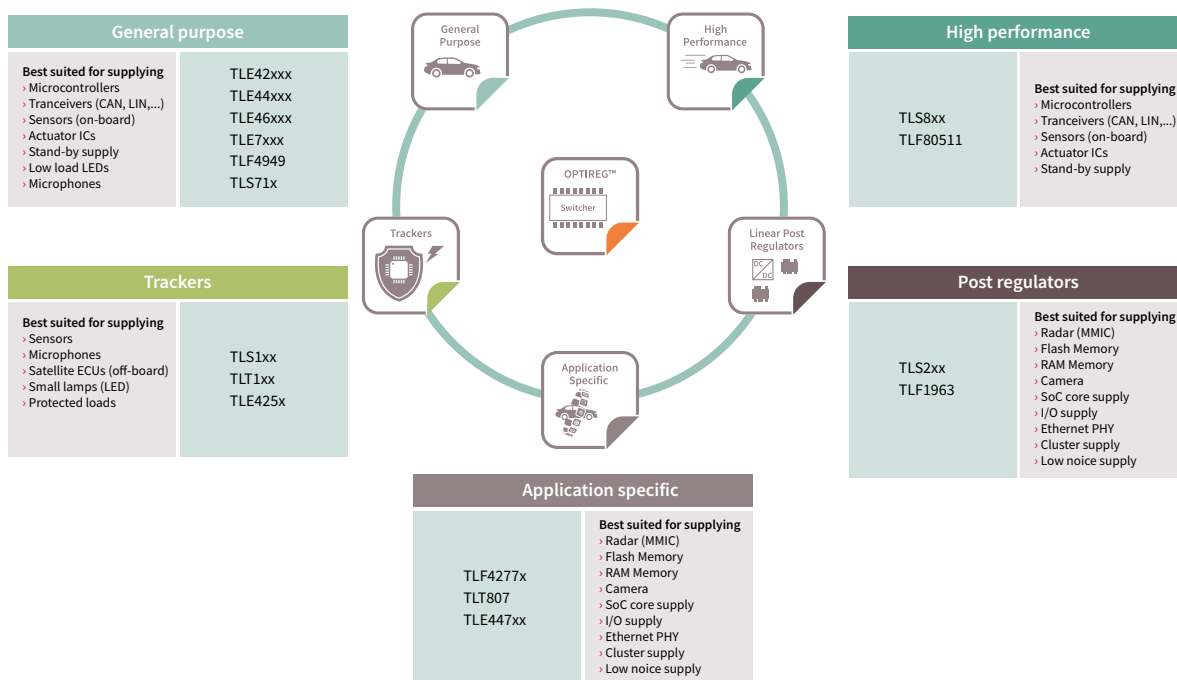 General purpose
Best suited for supplying
› Microcontrollers
› Tranceivers (CAN, LIN,...)
› Sensors (on-board)
› Actuator ICs
› Stand-by supply
› Low load LEDs
› Microphones
TLE42xxx
TLE44xxx
TLE46xxx
TLE7xxx
TLF4949
TLS71x
General
Purpose
High
Performance
OPTIREG™
Switcher
Trackers
Linear Post
Regulators
DC
DC
Application
Specific
High performance
TLS8xx
TLF80511
Best suited for supplying
› Microcontrollers
› Tranceivers (CAN, LIN,...)
› Sensors (on-board)
› Actuator ICs
› Stand-by supply
Trackers
Best suited for supplying
› Sensors
› Microphones
› Satellite ECUs (off-board)
› Small lamps (LED)
› Protected loads
TLS1xx
TLT1xx
TLE425x
Post regulators
TLS2xx
TLF1963
Best suited for supplying
› Radar (MMIC)
› Flash Memory
› RAM Memory
› Camera
› SoC core supply
› I/O supply
› Ethernet PHY
› Cluster supply
› Low noice supply
Application specific
TLF4277x
TLT807
TLE447xx
Best suited for supplying
› Radar (MMIC)
› Flash Memory
› RAM Memory
› Camera
› SoC core supply
› I/O supply
› Ethernet PHY
› Cluster supply
› Low noice supply